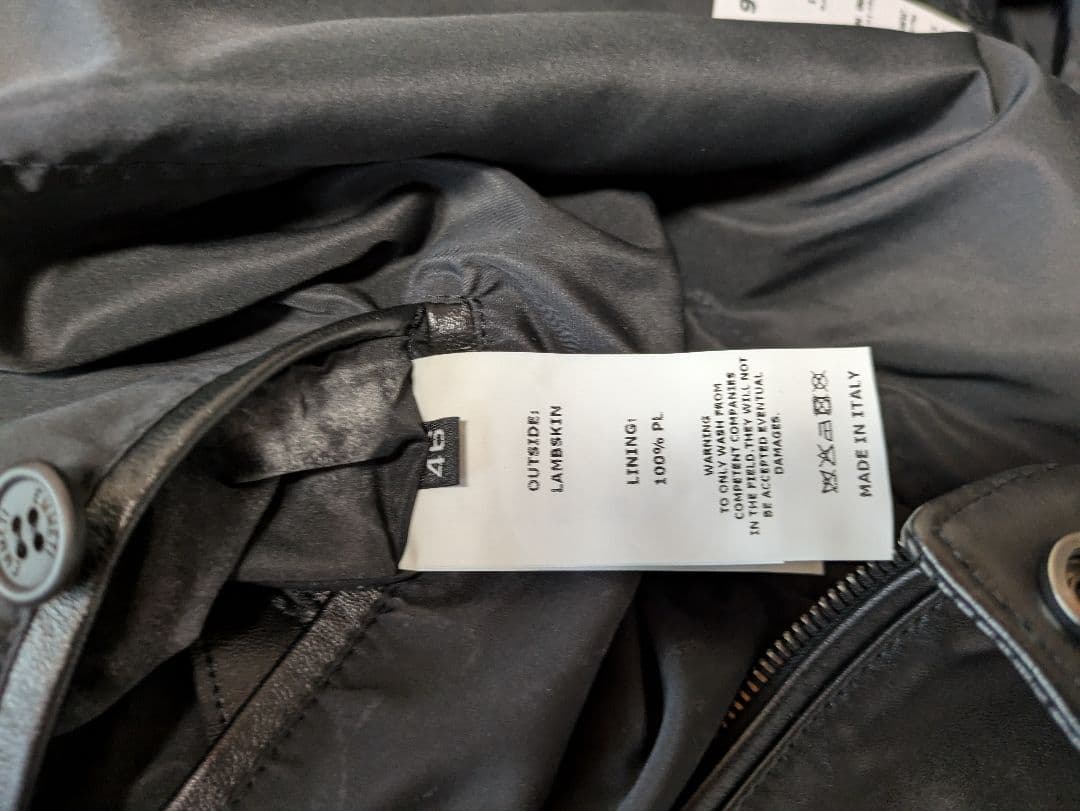 46
OUTSIDE:
LAMBSKIN
LINING:
100% PL
WARNING
TO ONLY WASH FROM
COMPETENT COMPANIES
IN THE FIELD.THEY WILL NOT
BE ACCEPTED EVENTUAL
DAMAGES.
MADE IN ITALY